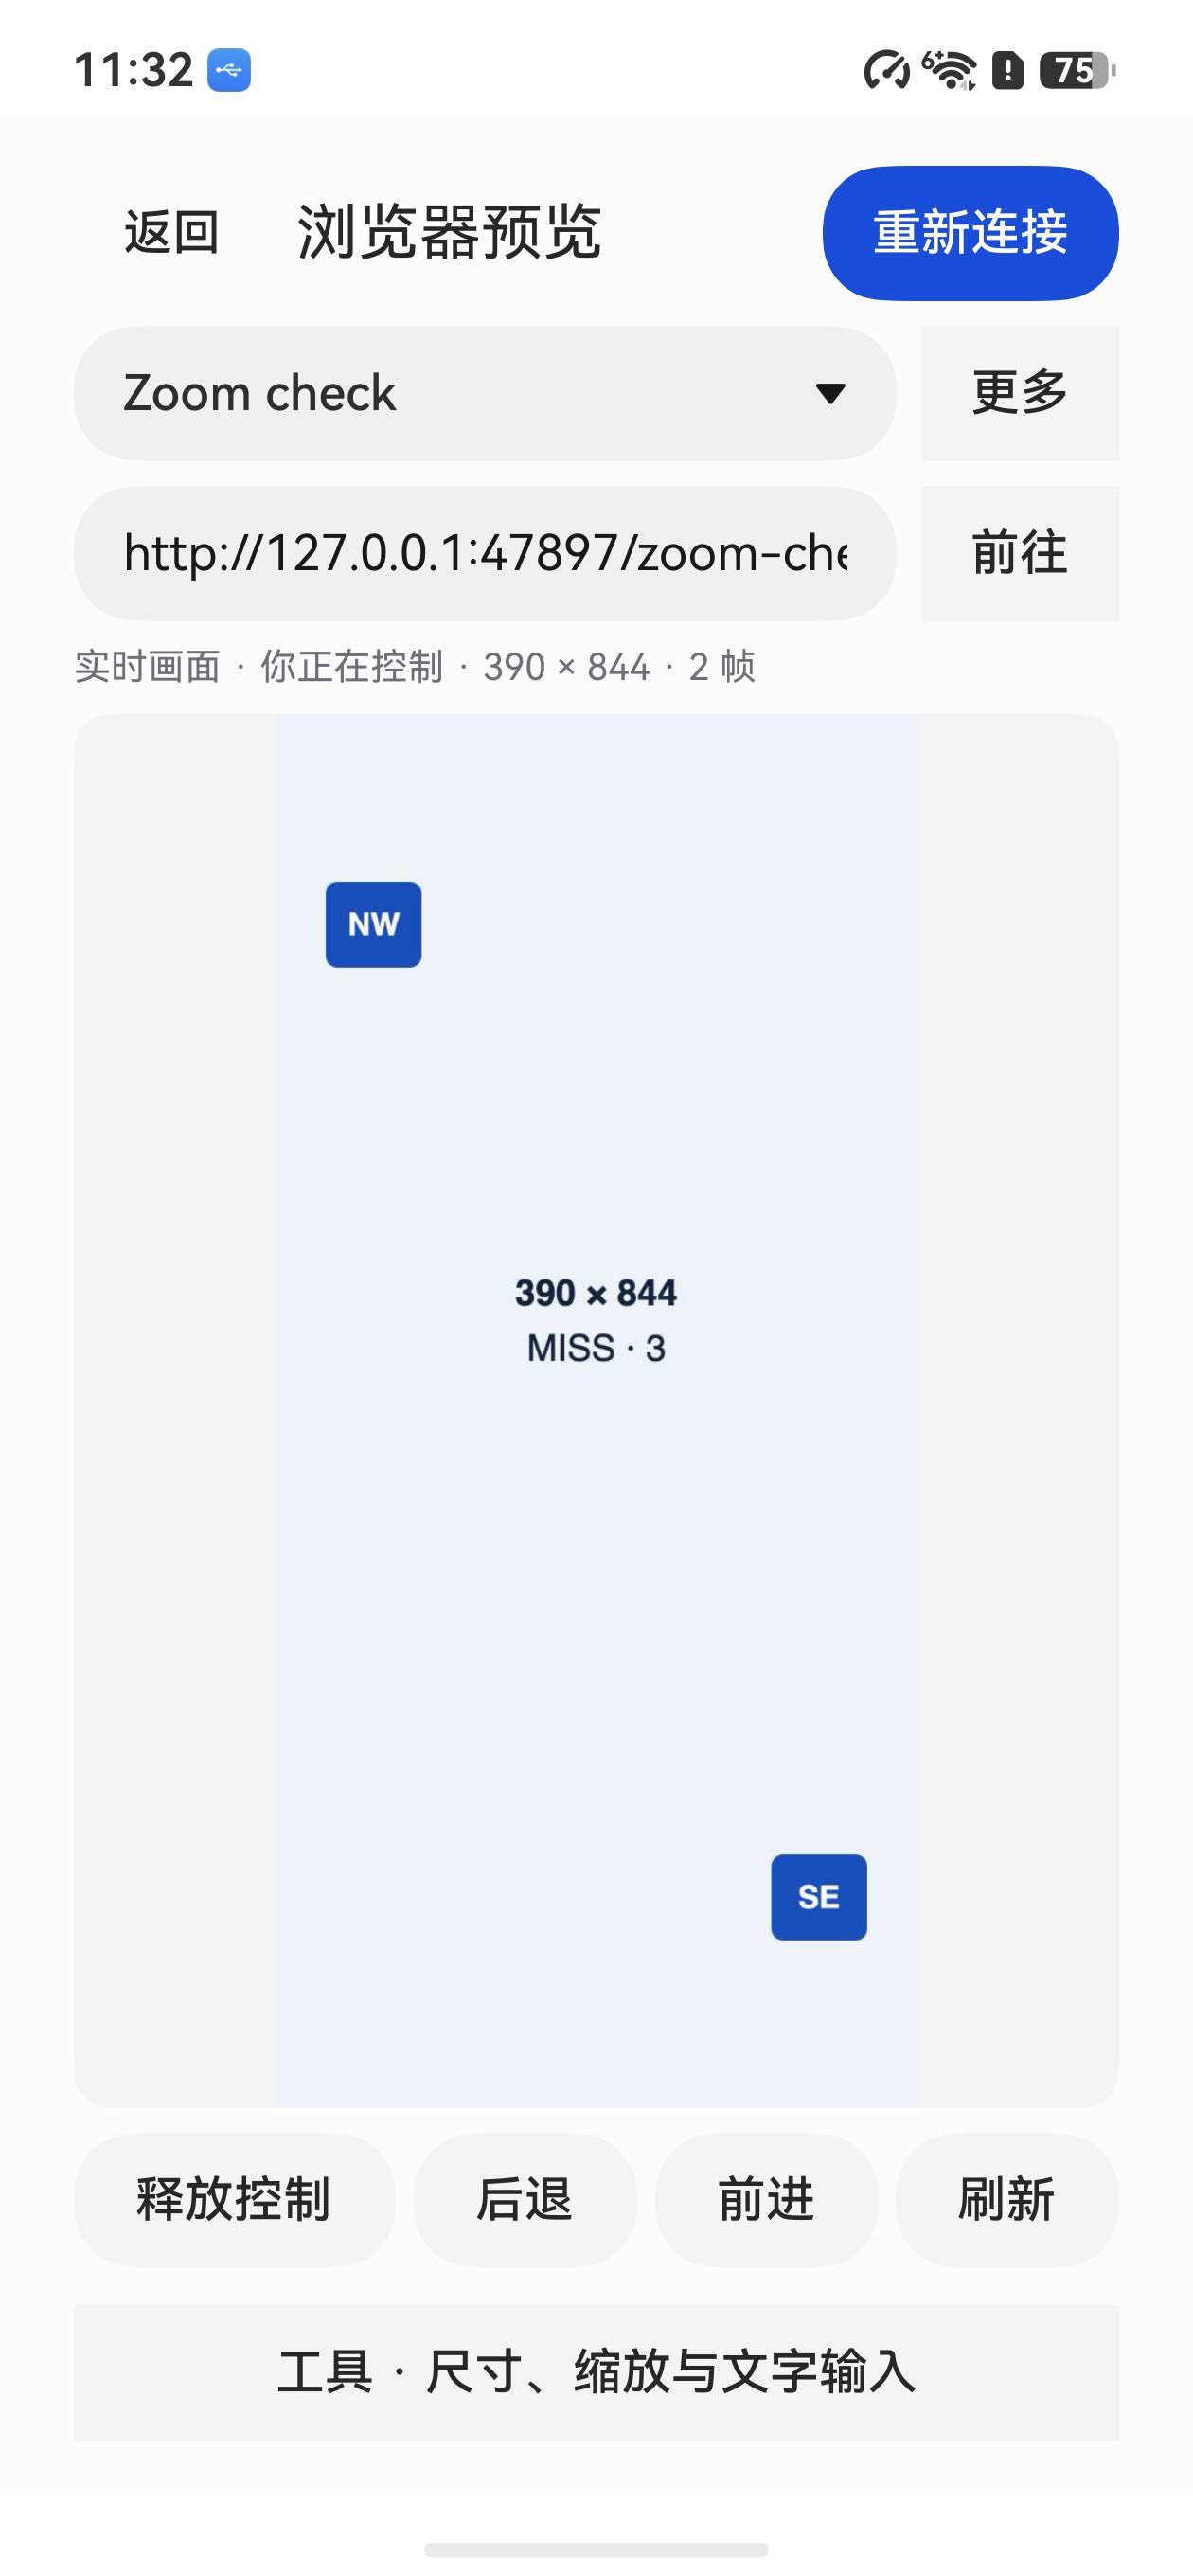 11:32
6+
75
返回 浏览器预览 重新连接
Zoom check 更多
http://127.0.0.1:47897/zoom-che 前往
实时画面 · 你正在控制 · 390 × 844 · 2 帧
NW
390 × 844
MISS · 3
SE
释放控制 后退 前进 刷新
工具 · 尺寸、缩放与文字输入